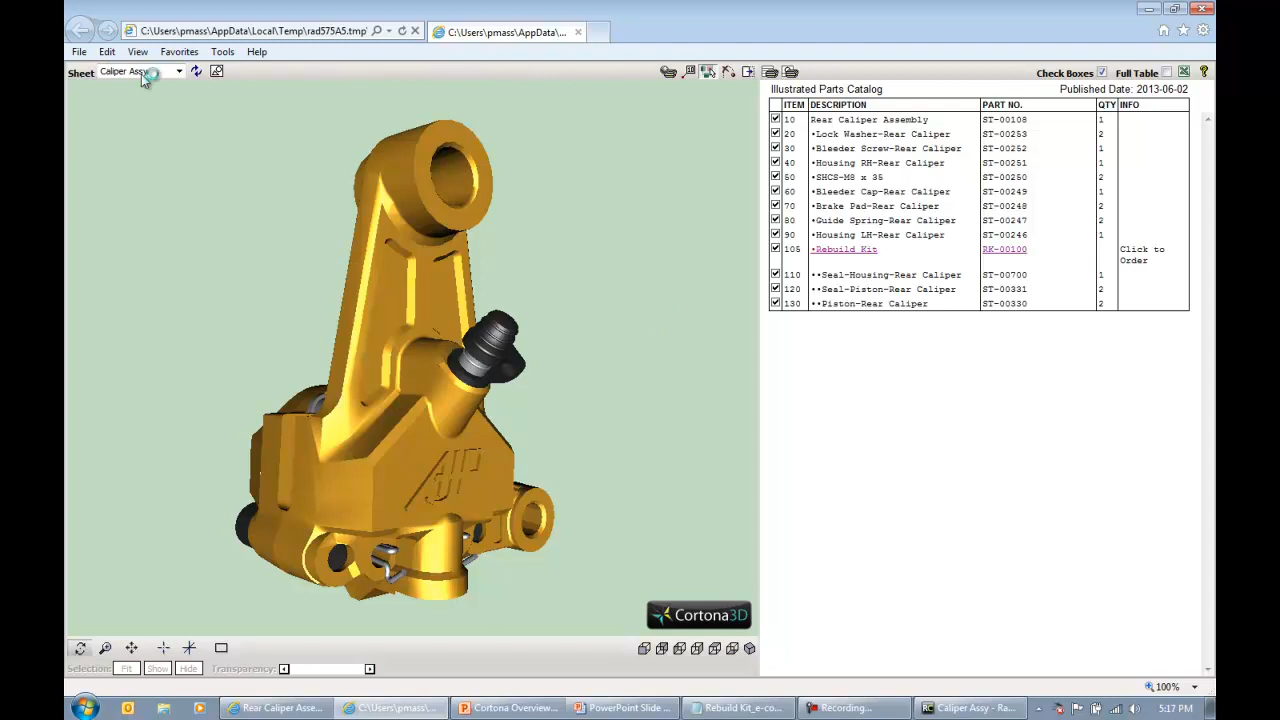 C:\Users\pmass\AppData\Local\Temp\rad575A5.tmp
C:\Users\pmass\AppData\...
File Edit View Favorites Tools Help
Sheet Caliper Assy
Check Boxes Full Table
Illustrated Parts Catalog Published Date: 2013-06-02
ITEM DESCRIPTION PART NO. QTY INFO
10 Rear Caliper Assembly ST-00108 1
20 •Lock Washer-Rear Caliper ST-00253 2
30 •Bleeder Screw-Rear Caliper ST-00252 1
40 •Housing RH-Rear Caliper ST-00251 1
50 •SHCS-M8 x 35 ST-00250 2
60 •Bleeder Cap-Rear Caliper ST-00249 1
70 •Brake Pad-Rear Caliper ST-00248 2
80 •Guide Spring-Rear Caliper ST-00247 2
90 •Housing LH-Rear Caliper ST-00246 1
105 •Rebuild Kit RK-00100 Click to
Order
110 ••Seal-Housing-Rear Caliper ST-00700 1
120 ••Seal-Piston-Rear Caliper ST-00331 2
130 ••Piston-Rear Caliper ST-00330 2
AP
Cortona3D
Selection: Fit Show Hide Transparency:
100%
Rear Caliper Asse... C:\Users\pmass\... Cortona Overview... PowerPoint Slide ... Rebuild Kit_e-co... Recording... Caliper Assy - Ra... 5:17 PM